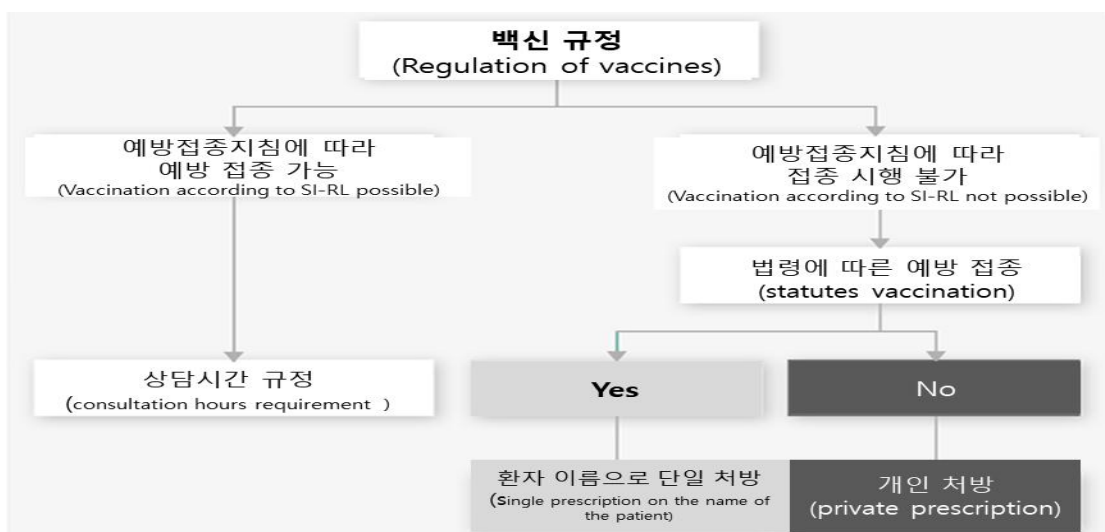 백신 규정
(Regulation of vaccines)
예방접종지침에 따라
예방 접종 가능
(Vaccination according to SI-RL possible)
예방접종지침에 따라
접종 시행 불가
(Vaccination according to SI-RL not possible)
법령에 따른 예방 접종
(statutes vaccination)
상담시간 규정
(consultation hours requirement )
Yes
No
환자 이름으로 단일 처방
(Single prescription on the name of
the patient)
개인 처방
(private prescription)